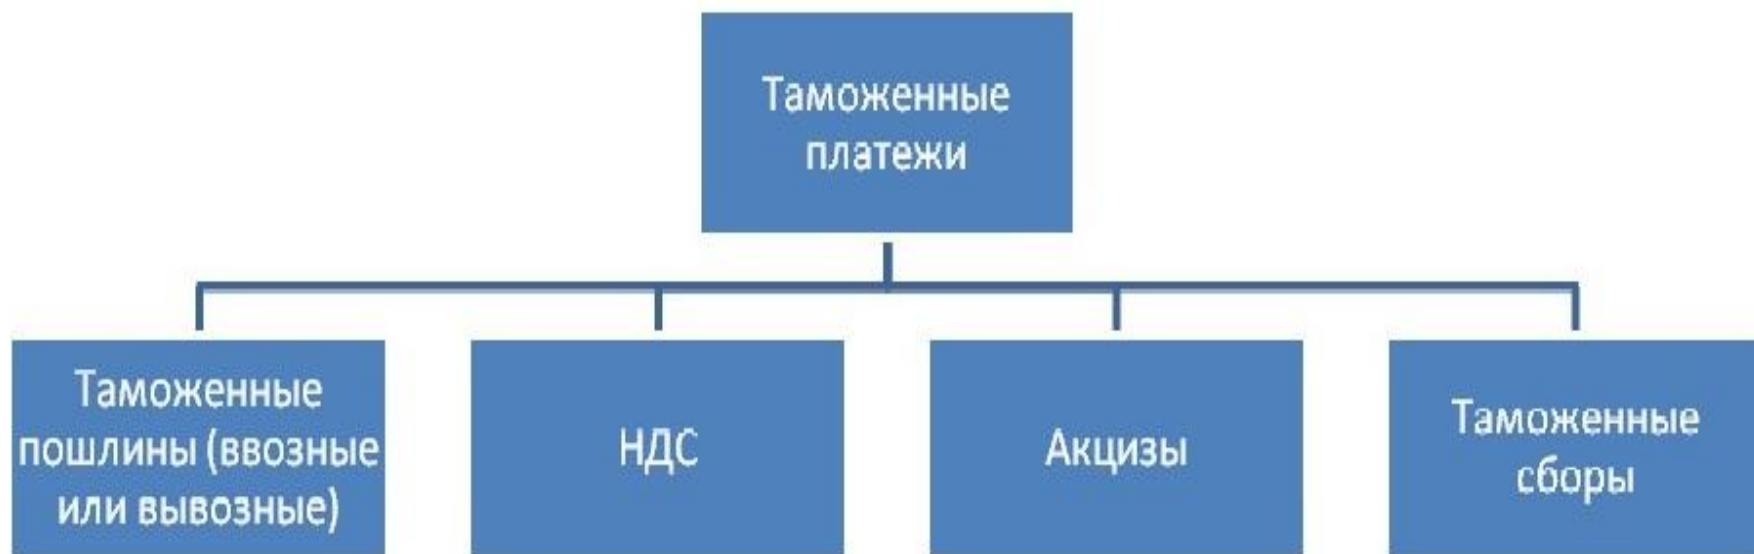 Таможенные
платежи
Таможенные
пошлины (ввозные
или вывозные)
НДС
Акцизы
Таможенные
сборы